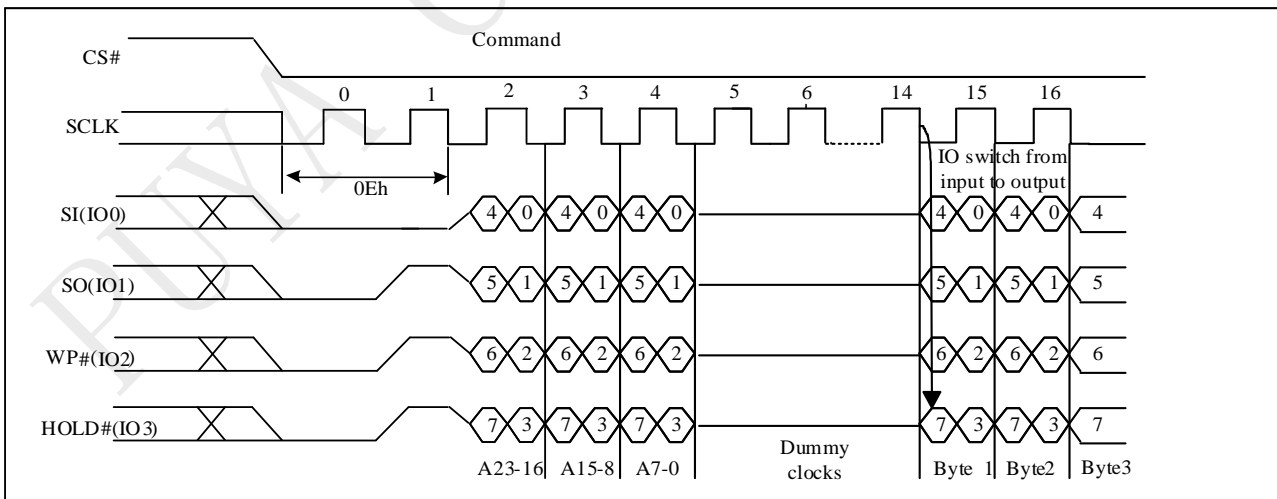 PUYA
Command
CS#
0 1 2 3 4 5 6 14 15 16
SCLK
IO switch from
input to output
0Eh
SI(IO0) 4 0 4 0 4 0 4 0 4 0 4
SO(IO1) 5 1 5 1 5 1 5 1 5 1 5
WP#(IO2) 6 2 6 2 6 2 6 2 6 2 6
HOLD#(IO3) 7 3 7 3 7 3 7 3 7 3 7
A23-16 A15-8 A7-0 Dummy
clocks Byte 1 Byte2 Byte3